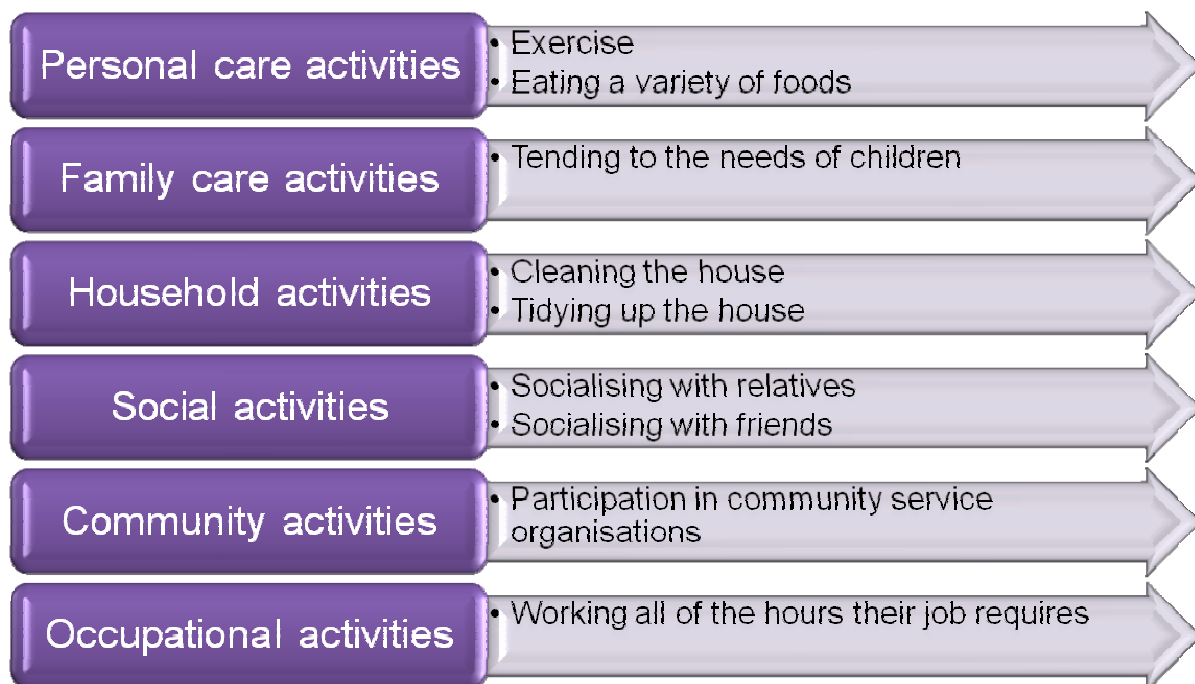 Personal care activities
• Exercise
• Eating a variety of foods
Family care activities
• Tending to the needs of children
Household activities
• Cleaning the house
• Tidying up the house
Social activities
• Socialising with relatives
• Socialising with friends
Community activities
• Participation in community service
organisations
Occupational activities
• Working all of the hours their job requires